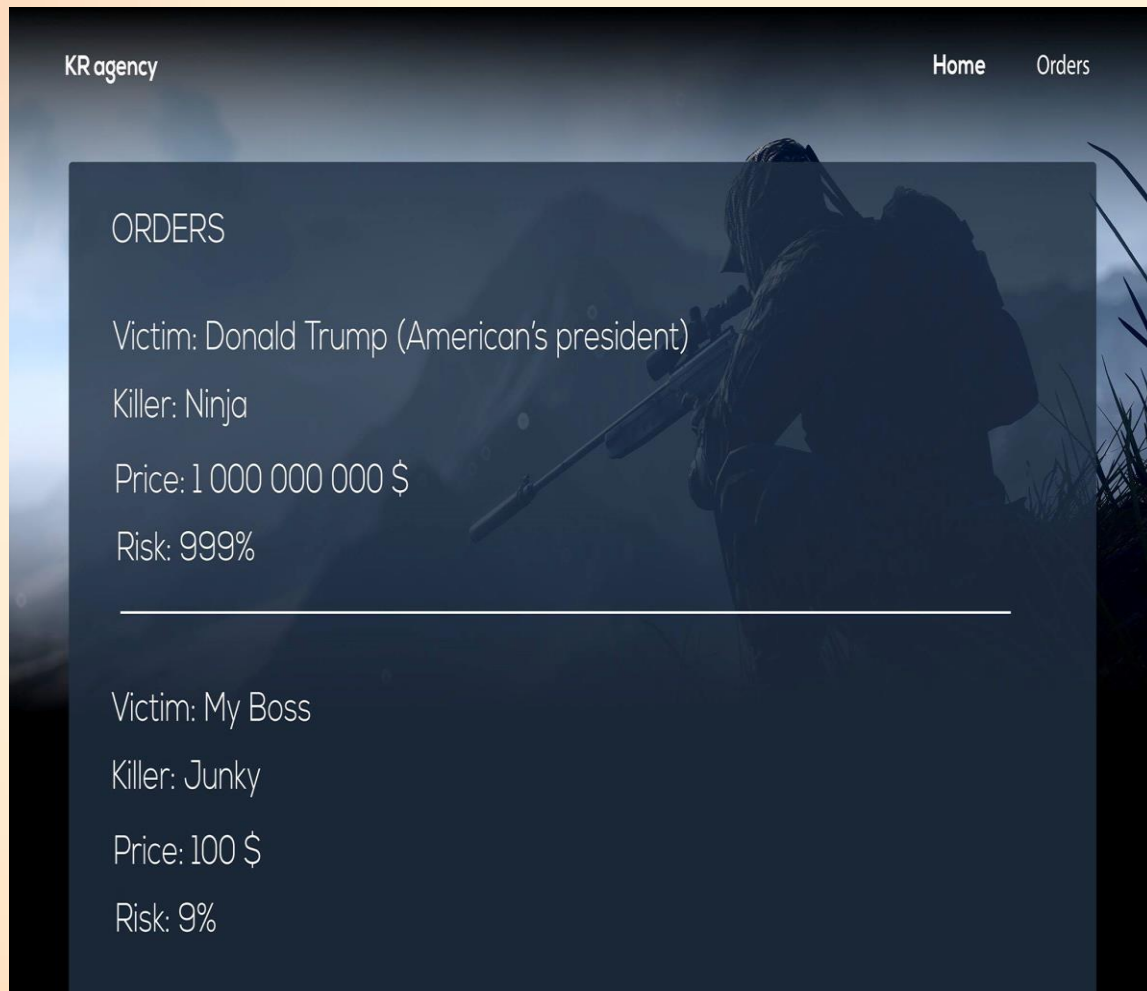 KR agency
Home Orders
ORDERS
Victim: Donald Trump (American's president)
Killer: Ninja
Price: 1 000 000 000 $
Risk: 999%
Victim: My Boss
Killer: Junky
Price: 100 $
Risk: 9%